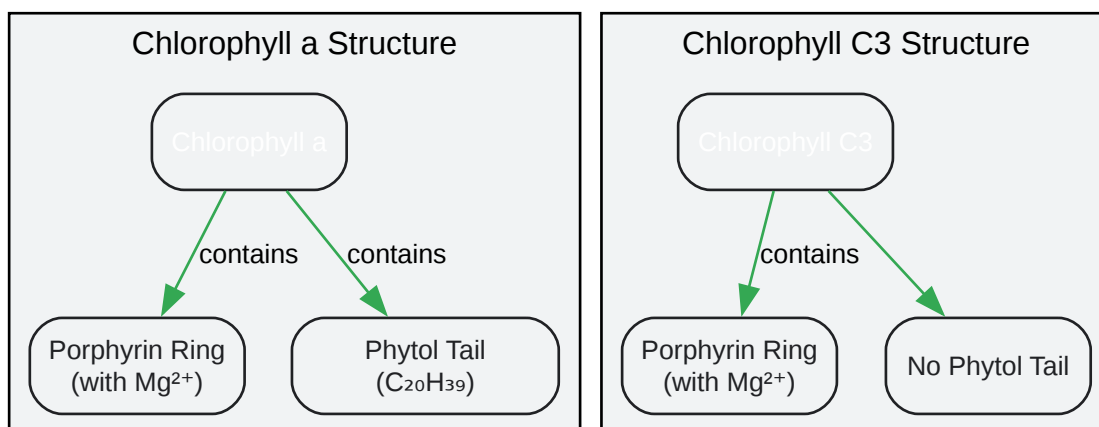 Chlorophyll a Structure
Chlorophyll a
contains
contains
Porphyrin Ring
(with Mg²⁺)
Phytol Tail
(C₂₀H₃₉)
Chlorophyll C3 Structure
Chlorophyll C3
contains
Porphyrin Ring
(with Mg²⁺)
No Phytol Tail